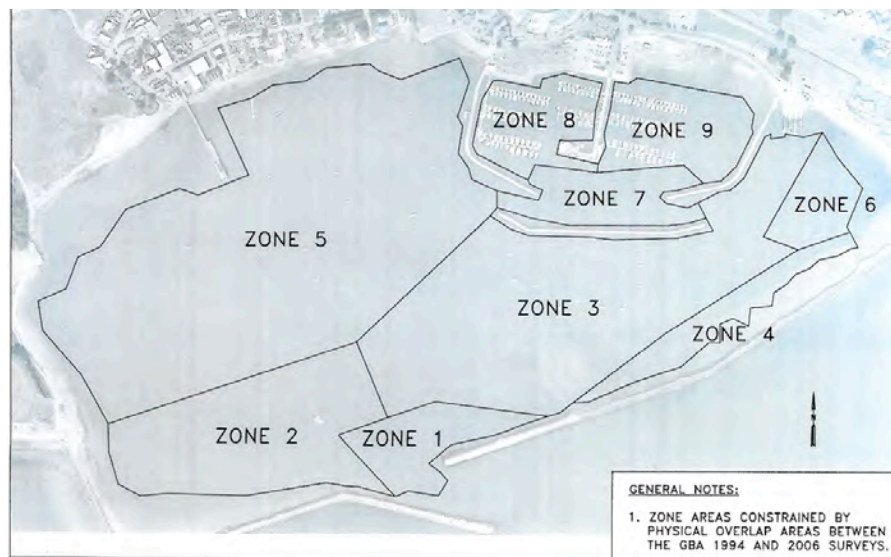 ZONE 8
ZONE 9
ZONE 7
ZONE 6
ZONE 5
ZONE 3
ZONE 4
ZONE 2
ZONE 1
N
GENERAL NOTES:
1. ZONE AREAS CONSTRAINED BY
PHYSICAL OVERLAP AREAS BETWEEN
THE GBA 1994 AND 2006 SURVEYS.